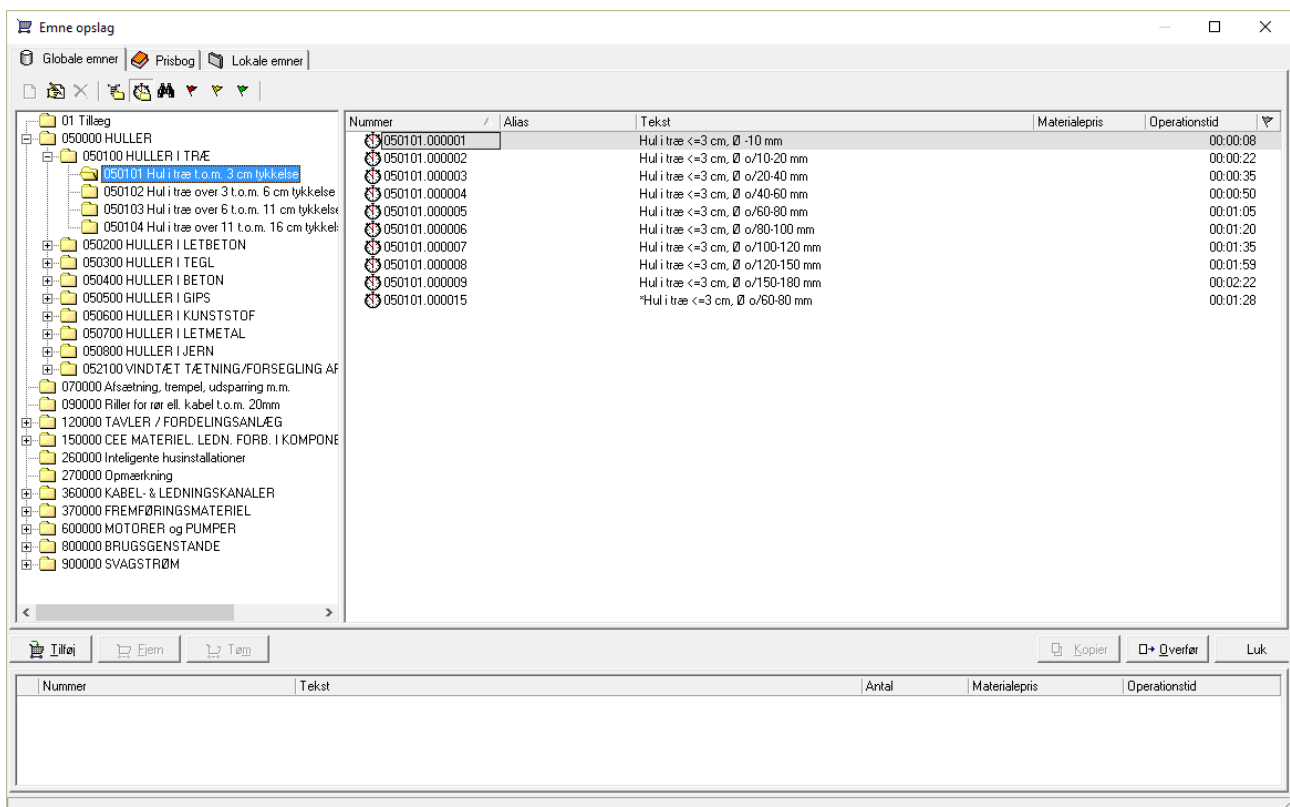 Emne opslag
Globale emner Prisbog Lokale emner
01 Tillæg
050000 HULLER
050100 HULLER I TRÆ
050101 Hul i træ t.o.m. 3 cm tykkelse
050102 Hul i træ over 3 t.o.m. 6 cm tykkelse
050103 Hul i træ over 6 t.o.m. 11 cm tykkelse
050104 Hul i træ over 11 t.o.m. 16 cm tykkel
050200 HULLER I LETBETON
050300 HULLER I TEGL
050400 HULLER I BETON
050500 HULLER I GIPS
050600 HULLER I KUNSTSTOF
050700 HULLER I LETMETAL
050800 HULLER I JERN
052100 VINDTÆT TÆTNING/FORSEGLING AF
070000 Afsætning, trempel, udsparring m.m.
090000 Riller for rør ell. kabel t.o.m. 20mm
120000 TAVLER / FORDELINGSANLÆG
150000 CEE MATERIEL. LEDN. FORB. I KOMPONE
260000 Inteligente husinstallationer
270000 Opmærkning
360000 KABEL- & LEDNINGSKANALER
370000 FREMFØRINGSMATERIEL
600000 MOTORER og PUMPER
800000 BRUGSGENSTANDE
900000 SVAGSTRØM
Nummer Alias Tekst Materialepris Operationstid
050101.000001 Hul i træ <=3 cm, Ø -10 mm 00:00:08
050101.000002 Hul i træ <=3 cm, Ø o/10-20 mm 00:00:22
050101.000003 Hul i træ <=3 cm, Ø o/20-40 mm 00:00:35
050101.000004 Hul i træ <=3 cm, Ø o/40-60 mm 00:00:50
050101.000005 Hul i træ <=3 cm, Ø o/60-80 mm 00:01:05
050101.000006 Hul i træ <=3 cm, Ø o/80-100 mm 00:01:20
050101.000007 Hul i træ <=3 cm, Ø o/100-120 mm 00:01:35
050101.000008 Hul i træ <=3 cm, Ø o/120-150 mm 00:01:59
050101.000009 Hul i træ <=3 cm, Ø o/150-180 mm 00:02:22
050101.000015 *Hul i træ <=3 cm, Ø o/60-80 mm 00:01:28
Tilføj Fjern Tøm Kopier Overfør Luk
Nummer Tekst Antal Materialepris Operationstid